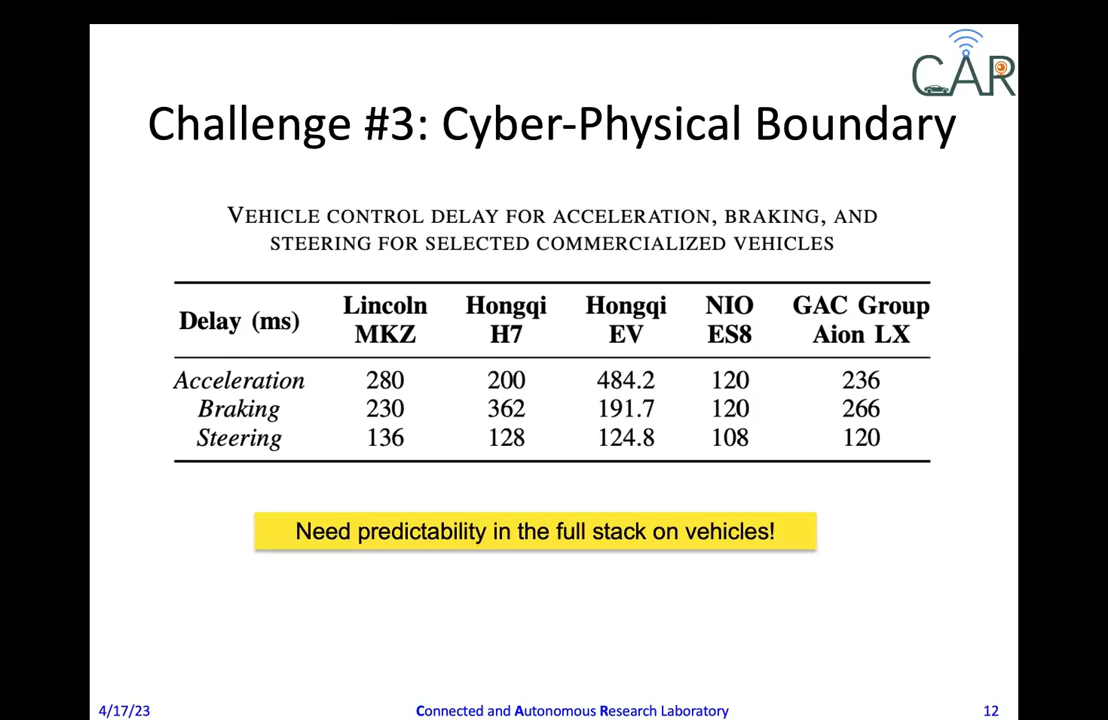 CAR
Challenge #3: Cyber-Physical Boundary
VEHICLE CONTROL DELAY FOR ACCELERATION, BRAKING, AND
STEERING FOR SELECTED COMMERCIALIZED VEHICLES
Delay (ms) Lincoln MKZ Hongqi H7 Hongqi EV NIO ES8 GAC Group Aion LX
Acceleration 280 200 484.2 120 236
Braking 230 362 191.7 120 266
Steering 136 128 124.8 108 120
Need predictability in the full stack on vehicles!
4/17/23 Connected and Autonomous Research Laboratory 12